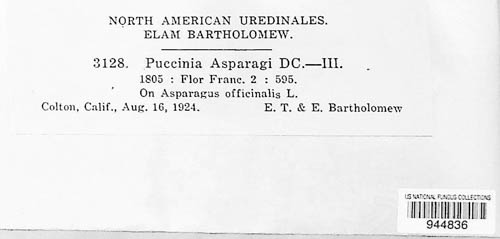 NORTH AMERICAN UREDINALES.
ELAM BARTHOLOMEW.
3128. Puccinia Asparagi DC.—III.
1805 : Flor Franc. 2 : 595.
On Asparagus officinalis L.
Colton, Calif., Aug. 16, 1924. E. T. & E. Bartholomew
US NATIONAL FUNGUS COLLECTIONS
944836